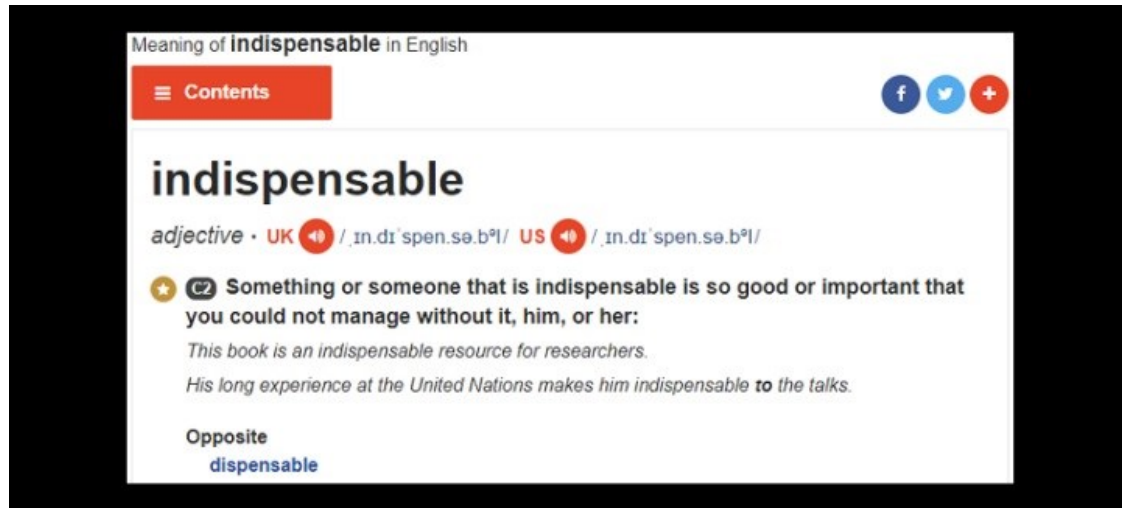 Meaning of indispensable in English
Contents
indispensable
adjective · UK /ˌɪn.dɪˈspen.sə.bᵊl/ US /ˌɪn.dɪˈspen.sə.bᵊl/
C2 Something or someone that is indispensable is so good or important that
you could not manage without it, him, or her:
This book is an indispensable resource for researchers.
His long experience at the United Nations makes him indispensable to the talks.
Opposite
dispensable